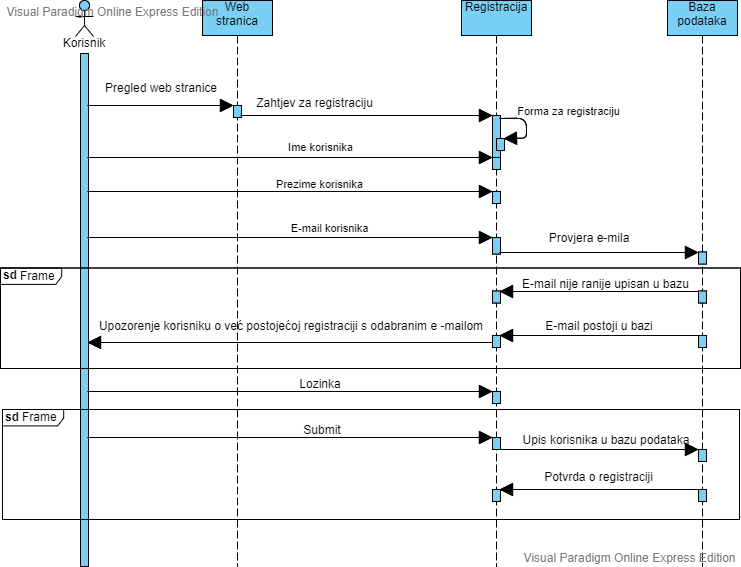 Visual Paradigm Online Express Edition
Korisnik
Web
stranica
Registracija
Baza
podataka
Pregled web stranice
Zahtjev za registraciju
Forma za registraciju
Ime korisnika
Prezime korisnika
E-mail korisnika
Provjera e-mila
sd Frame
E-mail nije ranije upisan u bazu
Upozorenje korisniku o već postojećoj registraciji s odabranim e -mailom
E-mail postoji u bazi
Lozinka
sd Frame
Submit
Upis korisnika u bazu podataka
Potvrda o registraciji
Visual Paradigm Online Express Edition